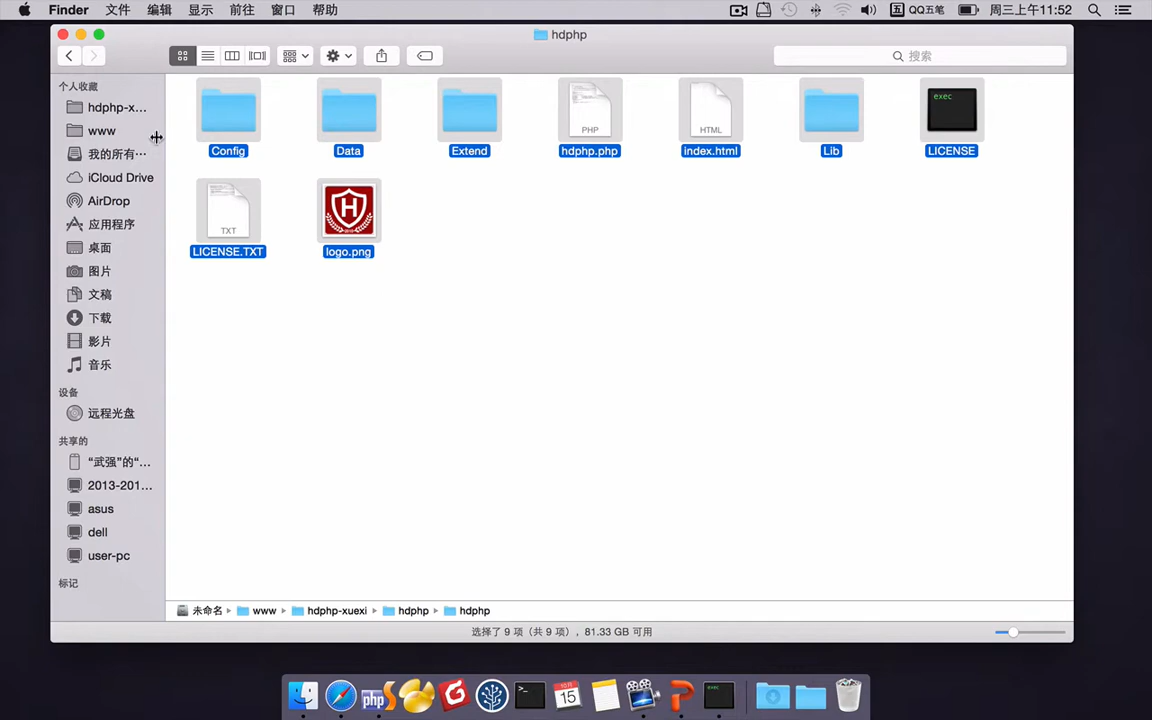 Finder 文件 编辑 显示 前往 窗口 帮助 五 QQ五笔 周三上午11:52
hdphp
搜索
个人收藏
hdphp-x…
www
我的所有…
iCloud Drive
AirDrop
应用程序
桌面
图片
文稿
下载
影片
音乐
设备
远程光盘
共享的
“武强”的“…
2013-201…
asus
dell
user-pc
标记
PHP HTML exec
Config Data Extend hdphp.php index.html Lib LICENSE
TXT H
LICENSE.TXT logo.png
未命名 www hdphp-xuexi hdphp hdphp
选择了 9 项（共 9 项），81.33 GB 可用
php 15 exec